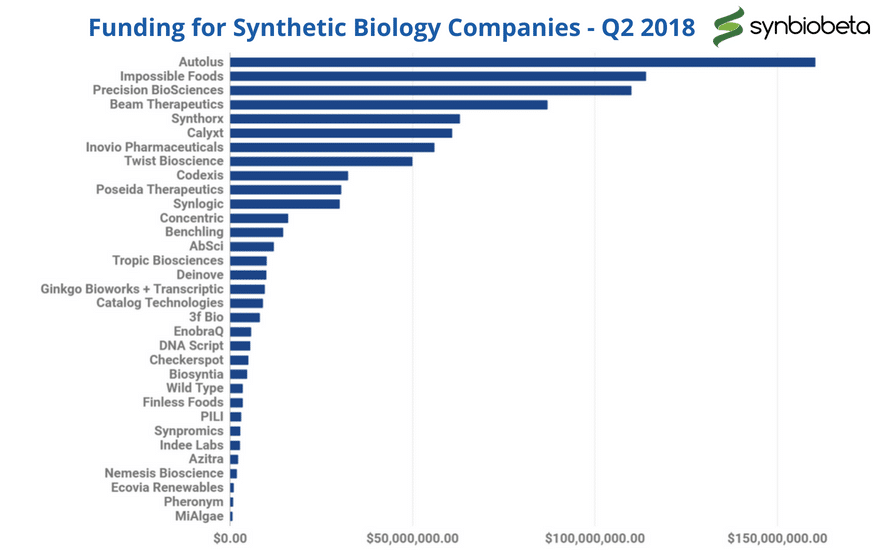 Funding for Synthetic Biology Companies - Q2 2018
synbiobeta
Autolus
Impossible Foods
Precision BioSciences
Beam Therapeutics
Synthorx
Calyxt
Inovio Pharmaceuticals
Twist Bioscience
Codexis
Poseida Therapeutics
Synlogic
Concentric
Benchling
AbSci
Tropic Biosciences
Deinove
Ginkgo Bioworks + Transcriptic
Catalog Technologies
3f Bio
EnobraQ
DNA Script
Checkerspot
Biosyntia
Wild Type
Finless Foods
PILI
Synpromics
Indee Labs
Azitra
Nemesis Bioscience
Ecovia Renewables
Pheronym
MiAlgae
$0.00 $50,000,000.00 $100,000,000.00 $150,000,000.00